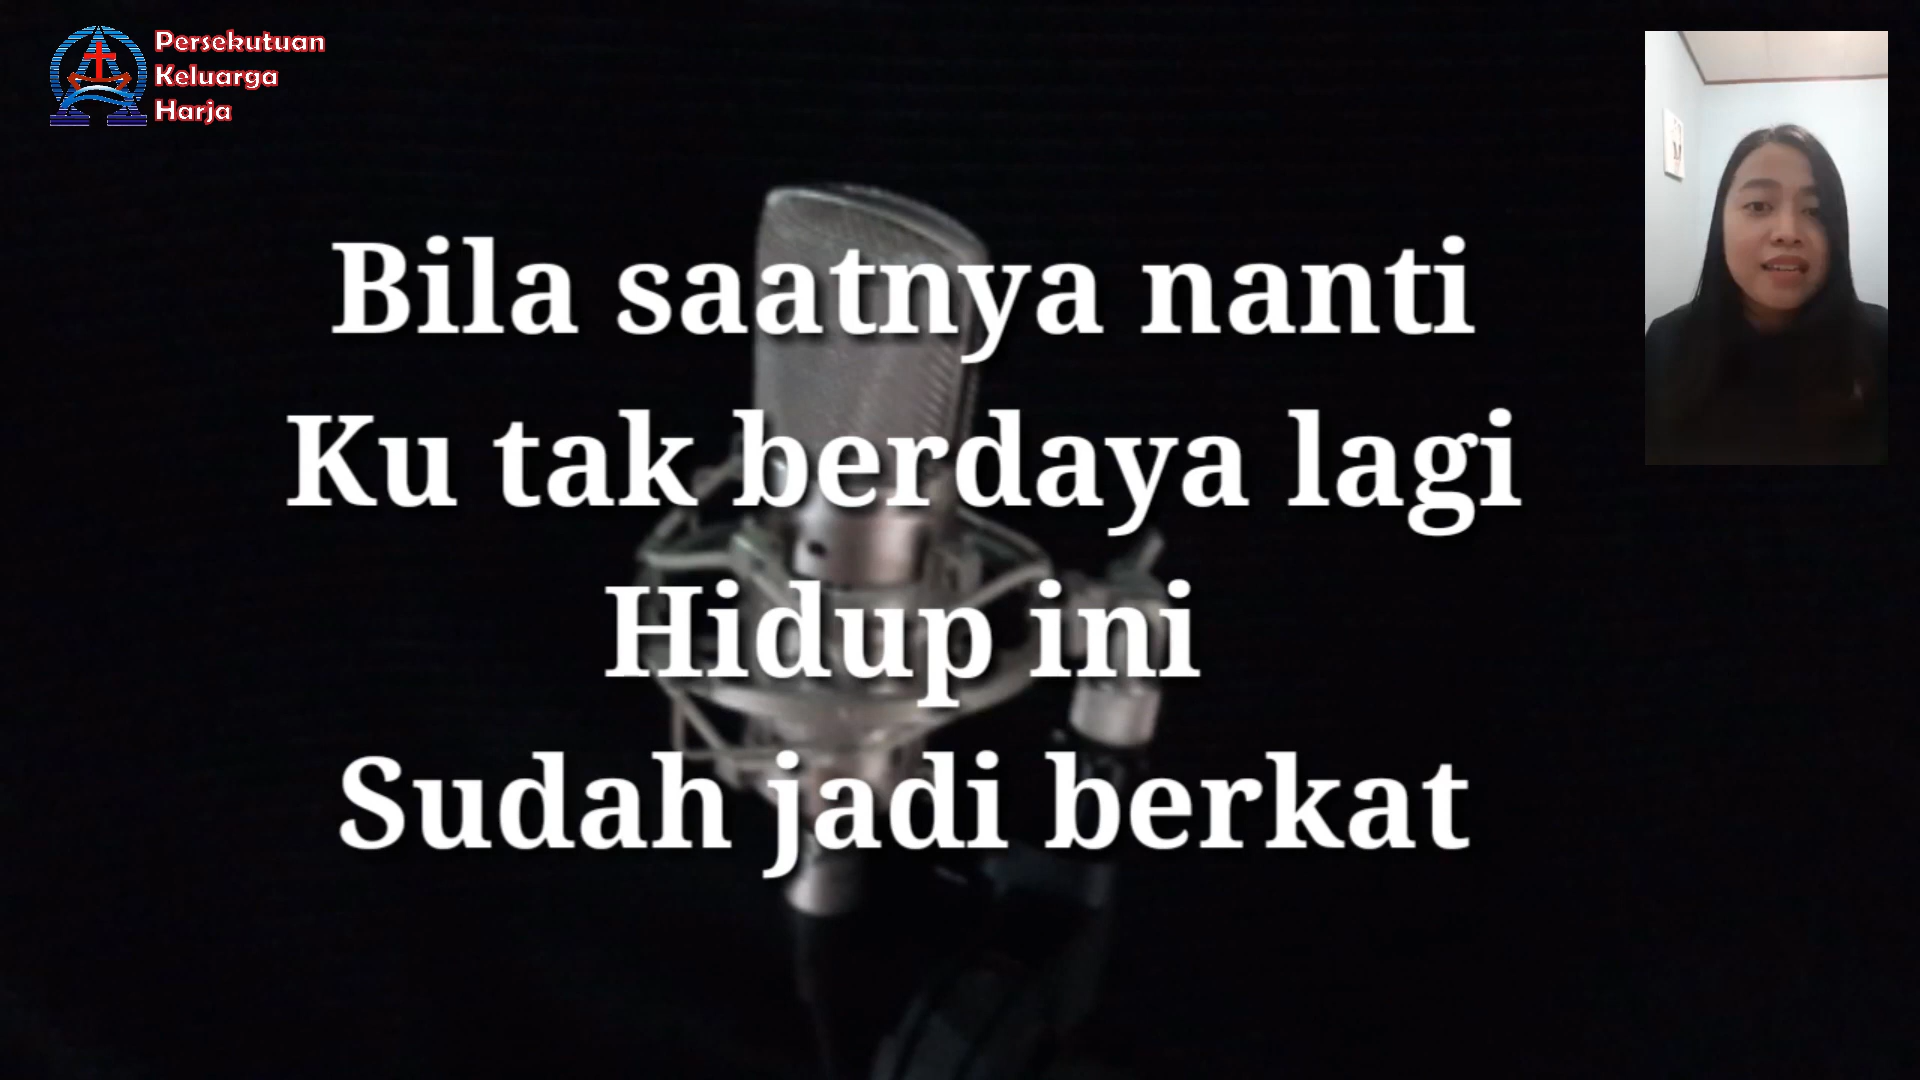 Persekutuan
Keluarga
Harja
Bila saatnya nanti
Ku tak berdaya lagi
Hidup ini
Sudah jadi berkat